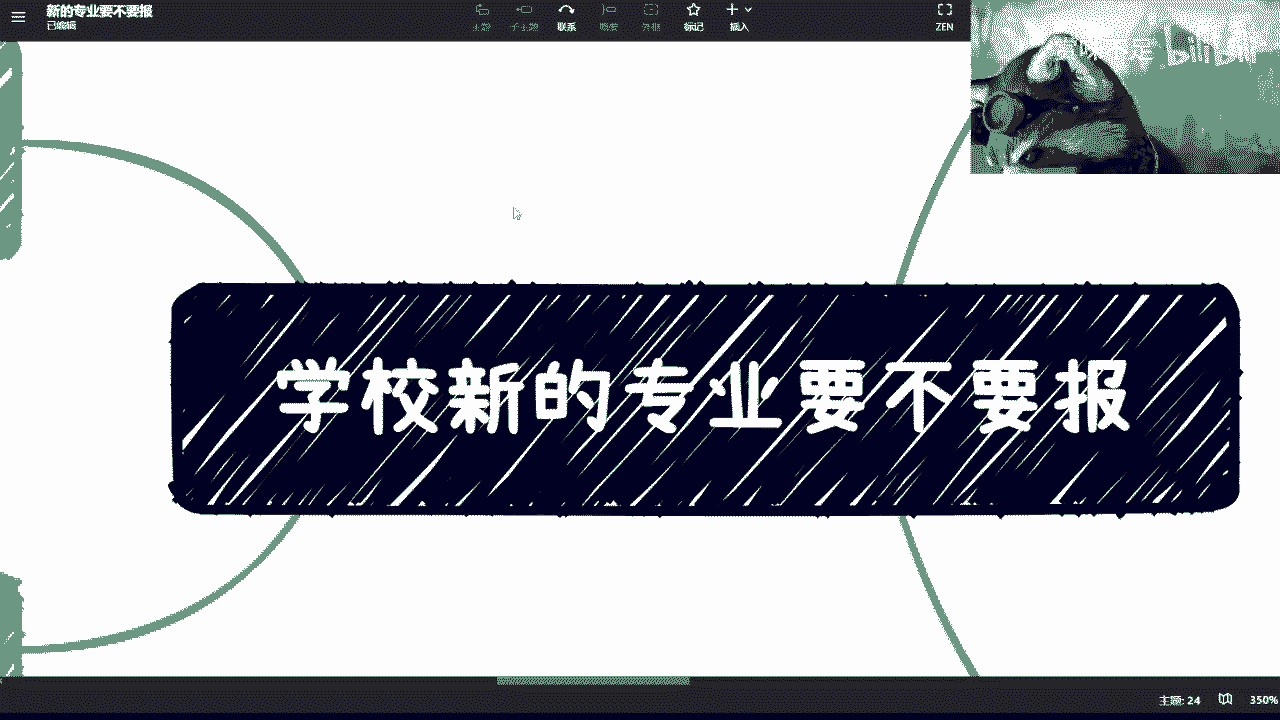 新的专业要不要报
已编辑
主题
子主题
联系
概要
外框
标记
插入
ZEN
bilibili
学校新的专业要不要报
主题: 24
350%